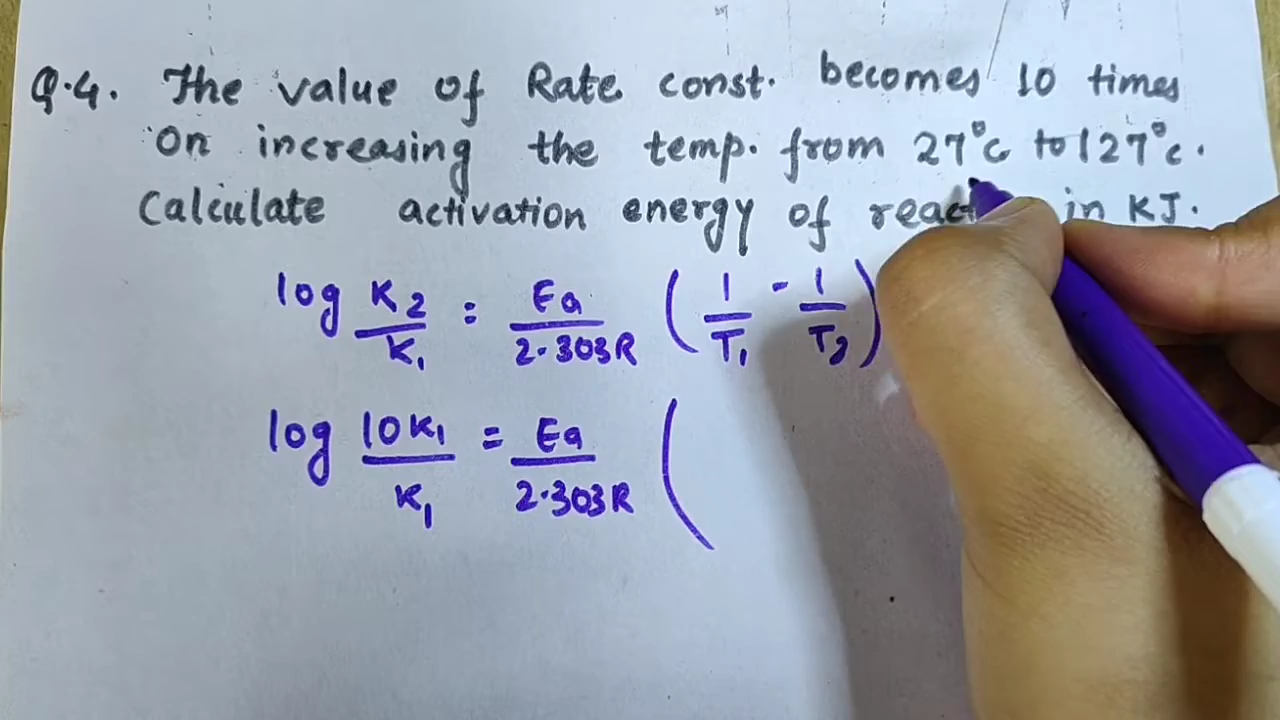 Q.4. The value of Rate const. becomes 10 times
on increasing the temp. from 27°c to 127°c.
Calculate activation energy of in KJ.
log K2/K1 = Ea/2.303R (1/T1 - 1/T2)
log 10K1/K1 = Ea/2.303R (